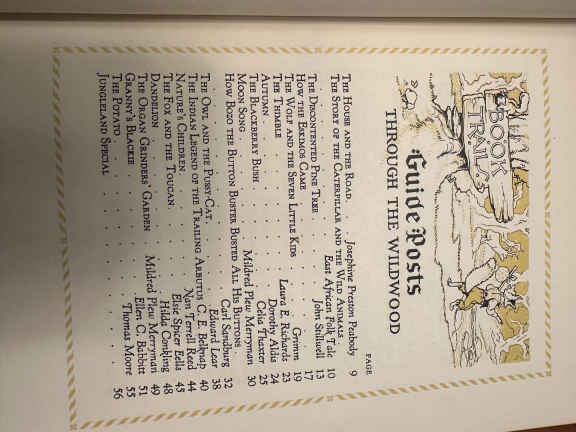 BOOK TRAILS
Guide Posts
THROUGH THE WILDWOOD
PAGE
THE HOUSE AND THE ROAD . Josephine Preston Peabody 9
THE STORY OF THE CATERPILLAR AND THE WILD ANIMALS
East African Folk Tale 10
THE DISCONTENTED PINE TREE . . . John Stilwell 13
HOW THE ESKIMOS CAME . . . 17
THE WOLF AND THE SEVEN LITTLE KIDS . . . Grimm 19
THE THIMBLE . . . Laura E. Richards 23
AUTUMN . . . Dorothy Aldis 24
THE BLACKBERRY BUSH . . . Celia Thaxter 25
MOON SONG . . . Mildred Plew Merryman 30
HOW BOZO THE BUTTON BUSTER BUSTED ALL HIS BUTTONS
. . . Carl Sandburg 32
THE OWL AND THE PUSSY-CAT . . . Edward Lear 38
THE INDIAN LEGEND OF THE TRAILING ARBUTUS C. E. Belknap 40
NATURE'S CHILDREN . . . Nan Terrell Reed 44
THE FOX AND THE TOUCAN . . . Elsie Spicer Eells 45
DANDELION . . . Hilda Conkling 48
THE ORGAN GRINDERS' GARDEN . Mildred Plew Merryman 49
GRANNY'S BLACKIE . . . Ellen C. Babbitt 51
THE POTATO . . . Thomas Moore 55
JUNGLELAND SPECIAL . . . 56